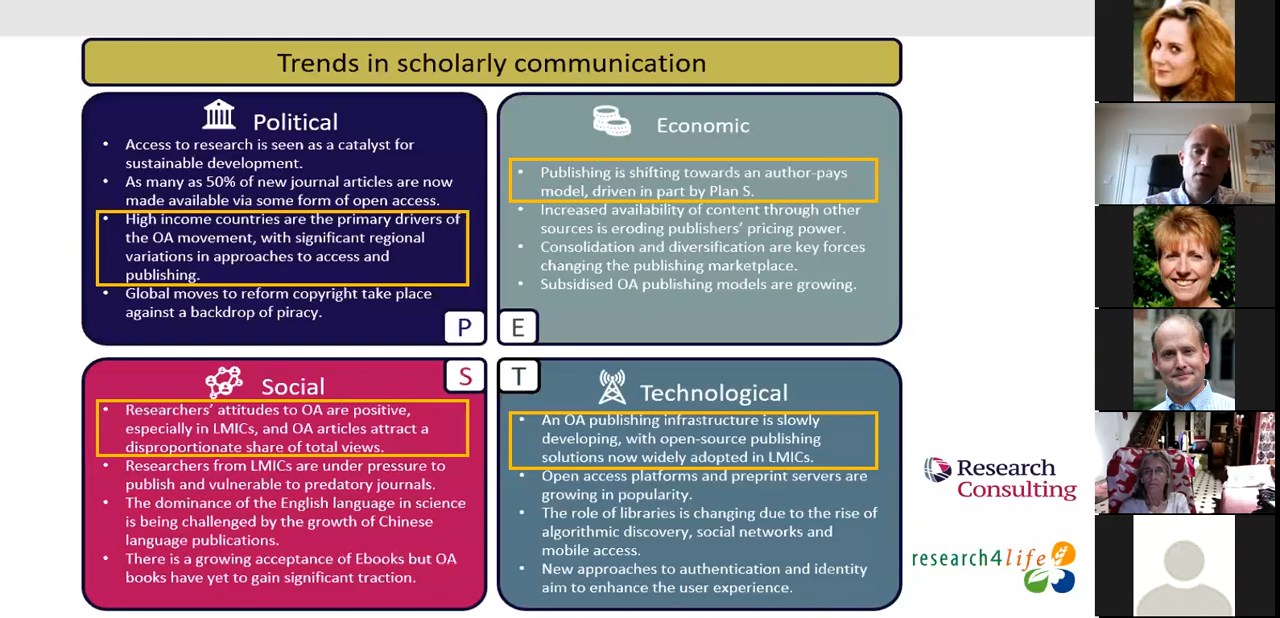 Trends in scholarly communication
Political
• Access to research is seen as a catalyst for
sustainable development.
• As many as 50% of new journal articles are now
made available via some form of open access.
• High income countries are the primary drivers of
the OA movement, with significant regional
variations in approaches to access and
publishing.
• Global moves to reform copyright take place
against a backdrop of piracy.
P
Economic
• Publishing is shifting towards an author-pays
model, driven in part by Plan S.
• Increased availability of content through other
sources is eroding publishers' pricing power.
• Consolidation and diversification are key forces
changing the publishing marketplace.
• Subsidised OA publishing models are growing.
E
Social
S
• Researchers' attitudes to OA are positive,
especially in LMICs, and OA articles attract a
disproportionate share of total views.
• Researchers from LMICs are under pressure to
publish and vulnerable to predatory journals.
• The dominance of the English language in science
is being challenged by the growth of Chinese
language publications.
• There is a growing acceptance of Ebooks but OA
books have yet to gain significant traction.
T
Technological
• An OA publishing infrastructure is slowly
developing, with open-source publishing
solutions now widely adopted in LMICs.
• Open access platforms and preprint servers are
growing in popularity.
• The role of libraries is changing due to the rise of
algorithmic discovery, social networks and
mobile access.
• New approaches to authentication and identity
aim to enhance the user experience.
Research
Consulting
research4life